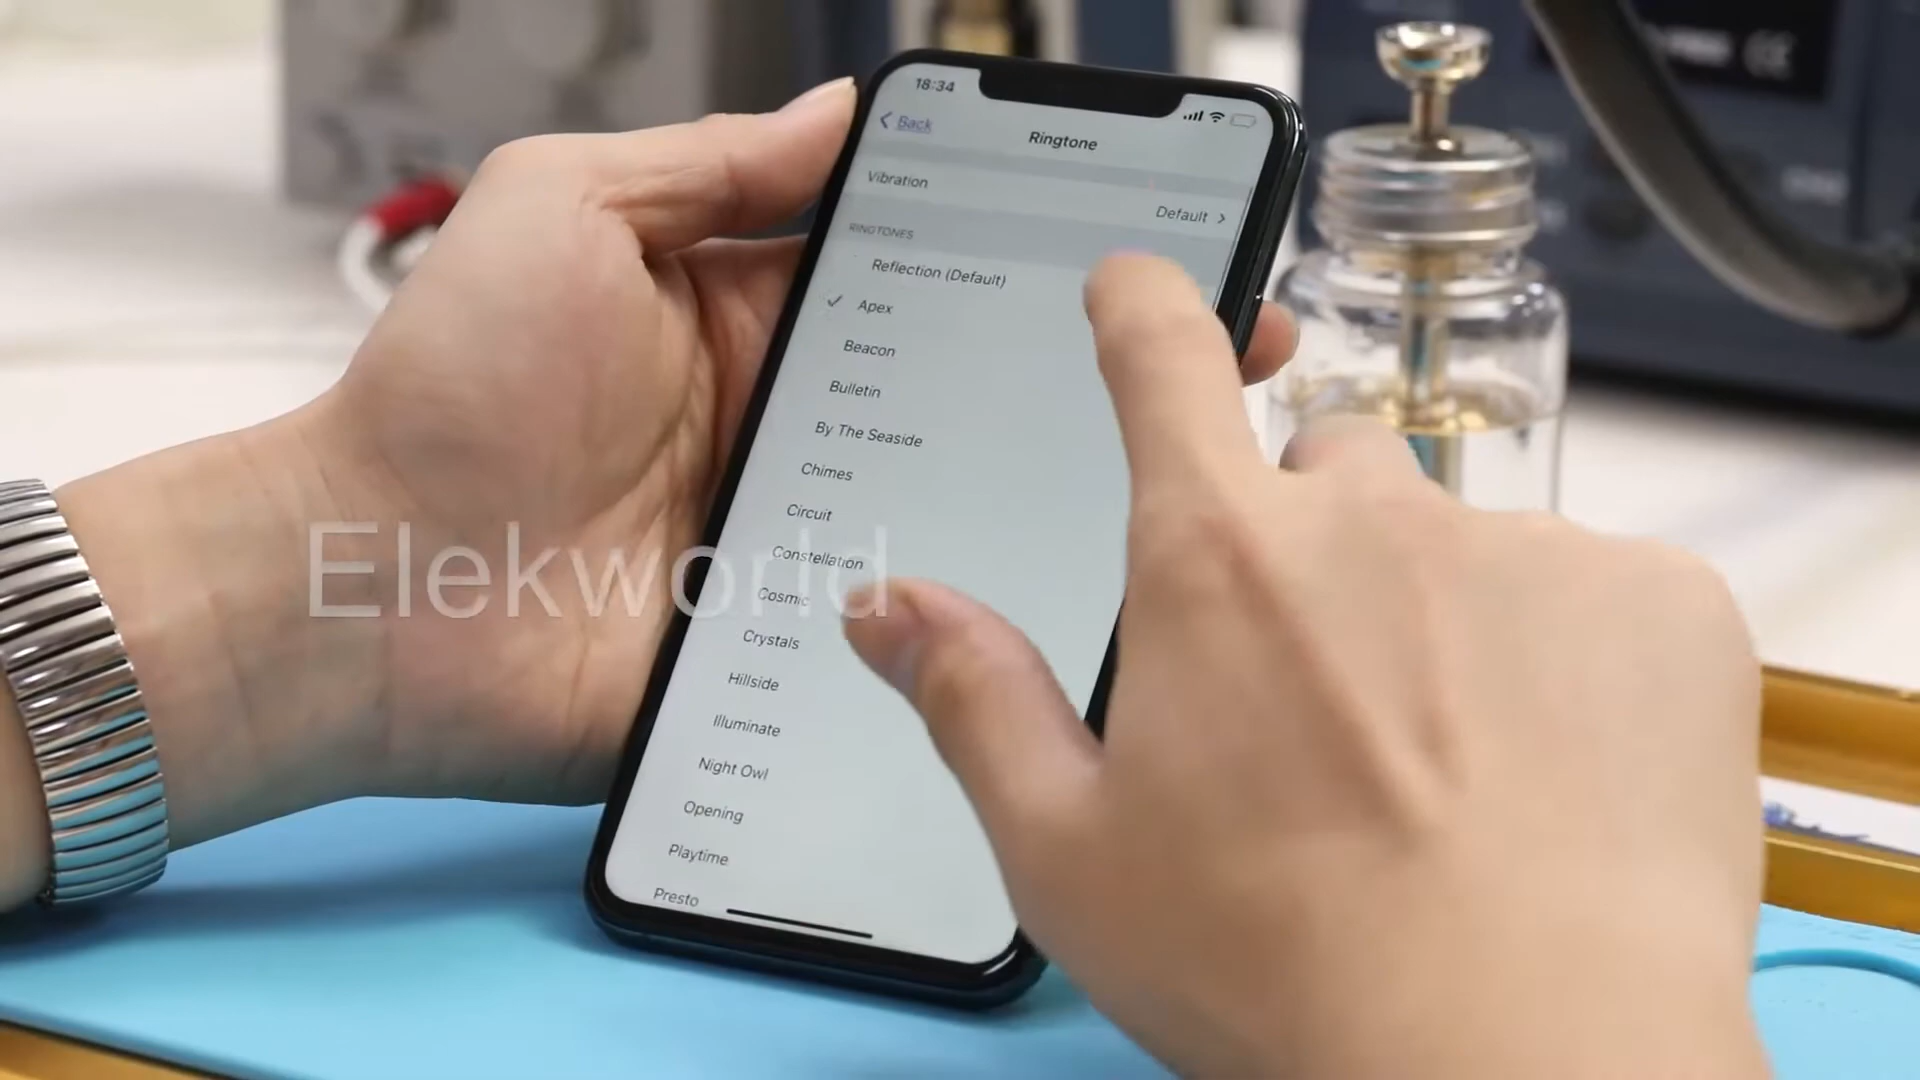 18:34
Back
Ringtone
Vibration
Default
RINGTONES
Reflection (Default)
Apex
Beacon
Bulletin
By The Seaside
Chimes
Circuit
Constellation
Cosmic
Crystals
Hillside
Illuminate
Night Owl
Opening
Playtime
Presto
Elekworld
CE